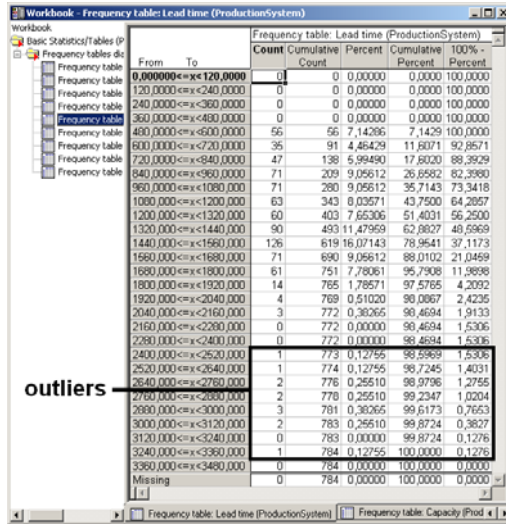 Workbook - Frequency table: Lead time (ProductionSystem)
Workbook
Basic Statistics/Tables (P
Frequency tables dia
Frequency table
Frequency table
Frequency table
Frequency table
Frequency table
Frequency table
Frequency table
Frequency table
Frequency table
Frequency table: Lead time (ProductionSystem)
From To Count Cumulative Count Percent Cumulative Percent 100% - Percent
0,000000<=x<120,0000 0 0 0,00000 0,0000 100,0000
120,0000<=x<240,0000 0 0 0,00000 0,0000 100,0000
240,0000<=x<360,0000 0 0 0,00000 0,0000 100,0000
360,0000<=x<480,0000 0 0 0,00000 0,0000 100,0000
480,0000<=x<600,0000 56 56 7,14286 7,1429 100,0000
600,0000<=x<720,0000 35 91 4,46429 11,6071 92,8571
720,0000<=x<840,0000 47 138 5,99490 17,6020 88,3929
840,0000<=x<960,0000 71 209 9,05612 26,6582 82,3980
960,0000<=x<1080,000 71 280 9,05612 35,7143 73,3418
1080,000<=x<1200,000 63 343 8,03571 43,7500 64,2857
1200,000<=x<1320,000 60 403 7,65306 51,4031 56,2500
1320,000<=x<1440,000 90 493 11,47959 62,8827 48,5969
1440,000<=x<1560,000 126 619 16,07143 78,9541 37,1173
1560,000<=x<1680,000 71 690 9,05612 88,0102 21,0459
1680,000<=x<1800,000 61 751 7,78061 95,7908 11,9898
1800,000<=x<1920,000 14 765 1,78571 97,5765 4,2092
1920,000<=x<2040,000 4 769 0,51020 98,0867 2,4235
2040,000<=x<2160,000 3 772 0,38265 98,4694 1,9133
2160,000<=x<2280,000 0 772 0,00000 98,4694 1,5306
2280,000<=x<2400,000 0 772 0,00000 98,4694 1,5306
2400,000<=x<2520,000 1 773 0,12755 98,5969 1,5306
2520,000<=x<2640,000 1 774 0,12755 98,7245 1,4031
2640,000<=x<2760,000 2 776 0,25510 98,9796 1,2755
2760,000<=x<2880,000 2 778 0,25510 99,2347 1,0204
2880,000<=x<3000,000 3 781 0,38265 99,6173 0,7653
3000,000<=x<3120,000 2 783 0,25510 99,8724 0,3827
3120,000<=x<3240,000 0 783 0,00000 99,8724 0,1276
3240,000<=x<3360,000 1 784 0,12755 100,0000 0,1276
3360,000<=x<3480,000 0 784 0,00000 100,0000 0,0000
Missing 0 784 0,00000 100,0000 0,0000
outliers
Frequency table: Lead time (ProductionSystem) Frequency table: Capacity (Prod